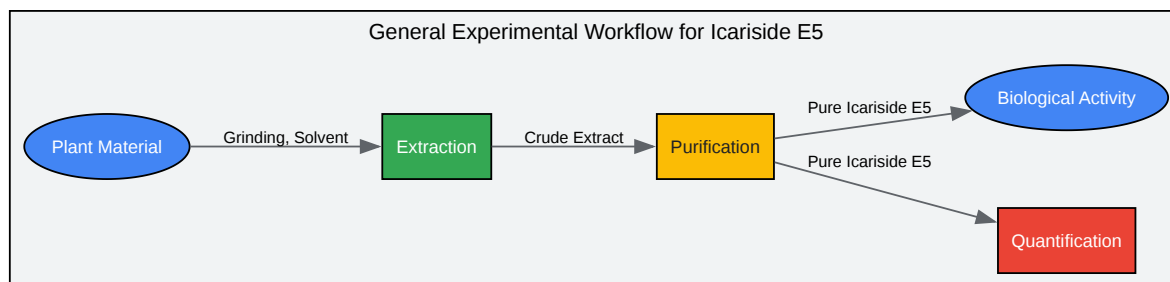 General Experimental Workflow for Icariside E5
Plant Material
Grinding, Solvent
Extraction
Crude Extract
Purification
Pure Icariside E5
Biological Activity
Pure Icariside E5
Quantification